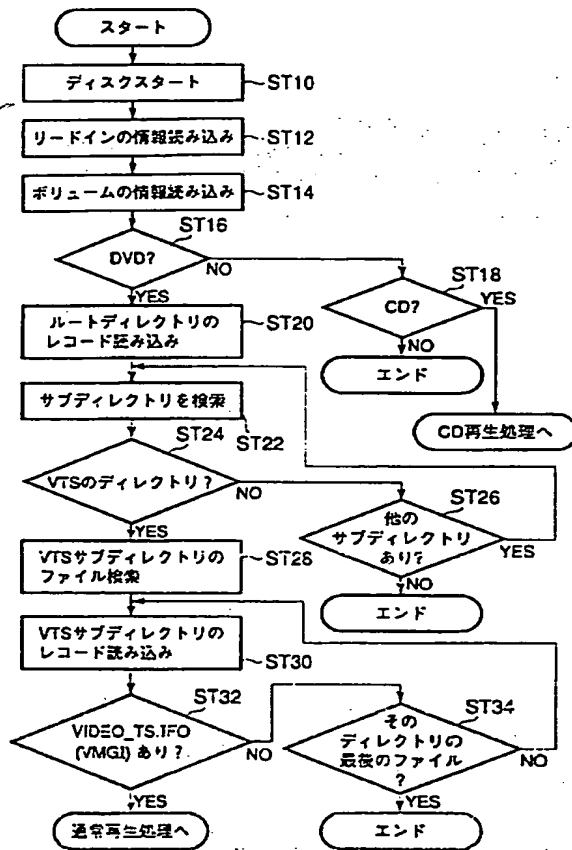 スタート
ディスクスタート
ST10
リードインの情報読み込み
ST12
ボリュームの情報読み込み
ST14
ST16
DVD?
NO
YES
ST18
CD?
YES
NO
エンド
CD再生処理へ
ルートディレクトリの
レコード読み込み
ST20
サブディレクトリを検索
ST22
ST24
VTSのディレクトリ?
NO
YES
ST26
他の
サブディレクトリ
あり?
YES
NO
エンド
VTSサブディレクトリの
ファイル検索
ST28
VTSサブディレクトリの
レコード読み込み
ST30
ST32
VIDEO_TS.IFO
(VMGI) あり?
NO
YES
通常再生処理へ
ST34
その
ディレクトリの
最後のファイル
?
NO
YES
エンド